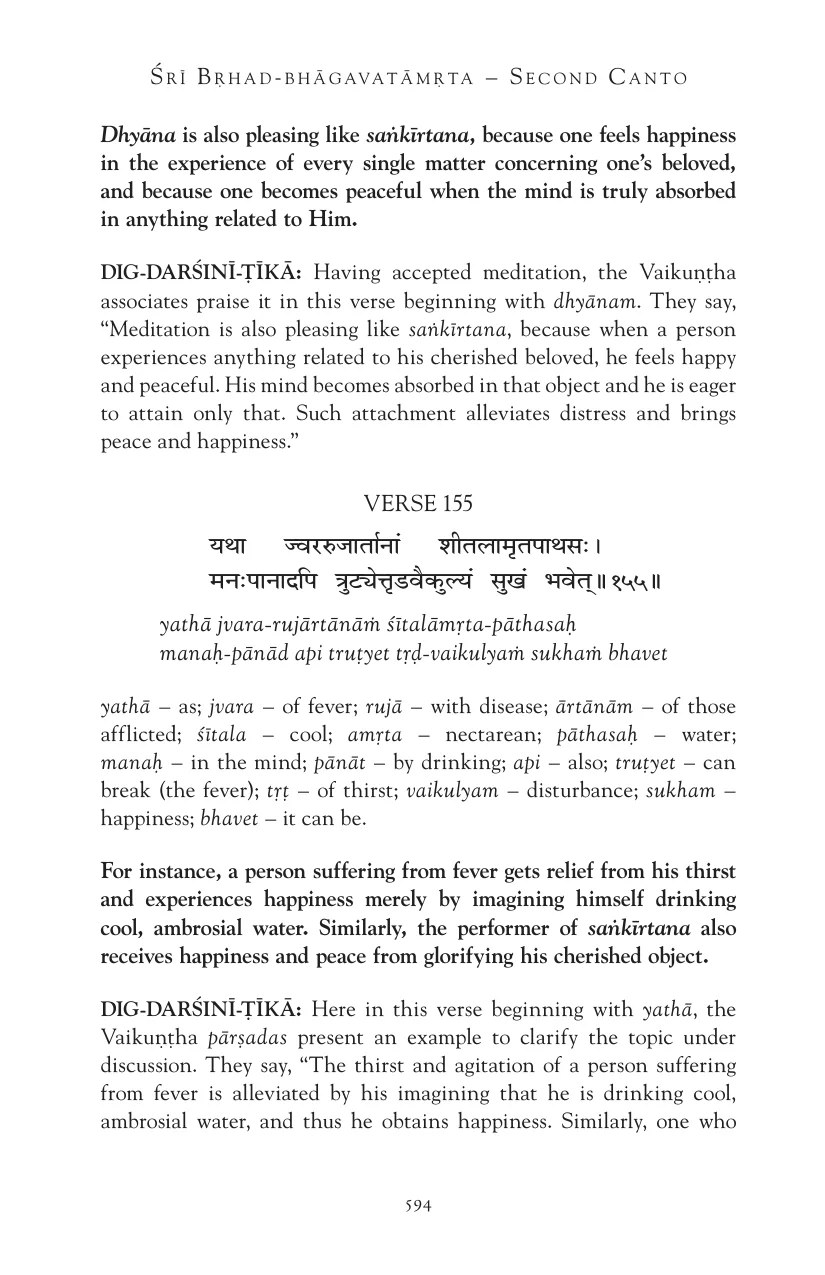 ŚRĪ BṚHAD-BHĀGAVATĀMṚTA – SECOND CANTO
Dhyāna is also pleasing like saṅkīrtana, because one feels happiness
in the experience of every single matter concerning one’s beloved,
and because one becomes peaceful when the mind is truly absorbed
in anything related to Him.
DIG-DARŚINĪ-ṬĪKĀ: Having accepted meditation, the Vaikuṇṭha
associates praise it in this verse beginning with dhyānam. They say,
“Meditation is also pleasing like saṅkīrtana, because when a person
experiences anything related to his cherished beloved, he feels happy
and peaceful. His mind becomes absorbed in that object and he is eager
to attain only that. Such attachment alleviates distress and brings
peace and happiness.”
VERSE 155
यथा ज्वररुजार्तानां शीतलामृतपाथसः।
मनःपानादपि त्रुट्येत्तृडवैकुल्यं सुखं भवेत्॥१५५॥
yathā jvara-rujārtānāṁ śītalāmṛta-pāthasaḥ
manaḥ-pānād api truṭyet tṛḍ-vaikulyaṁ sukhaṁ bhavet
yathā – as; jvara – of fever; rujā – with disease; ārtānām – of those
afflicted; śītala – cool; amṛta – nectarean; pāthasaḥ – water;
manaḥ – in the mind; pānāt – by drinking; api – also; truṭyet – can
break (the fever); tṛṭ – of thirst; vaikulyam – disturbance; sukham –
happiness; bhavet – it can be.
For instance, a person suffering from fever gets relief from his thirst
and experiences happiness merely by imagining himself drinking
cool, ambrosial water. Similarly, the performer of saṅkīrtana also
receives happiness and peace from glorifying his cherished object.
DIG-DARŚINĪ-ṬĪKĀ: Here in this verse beginning with yathā, the
Vaikuṇṭha pārṣadas present an example to clarify the topic under
discussion. They say, “The thirst and agitation of a person suffering
from fever is alleviated by his imagining that he is drinking cool,
ambrosial water, and thus he obtains happiness. Similarly, one who
594